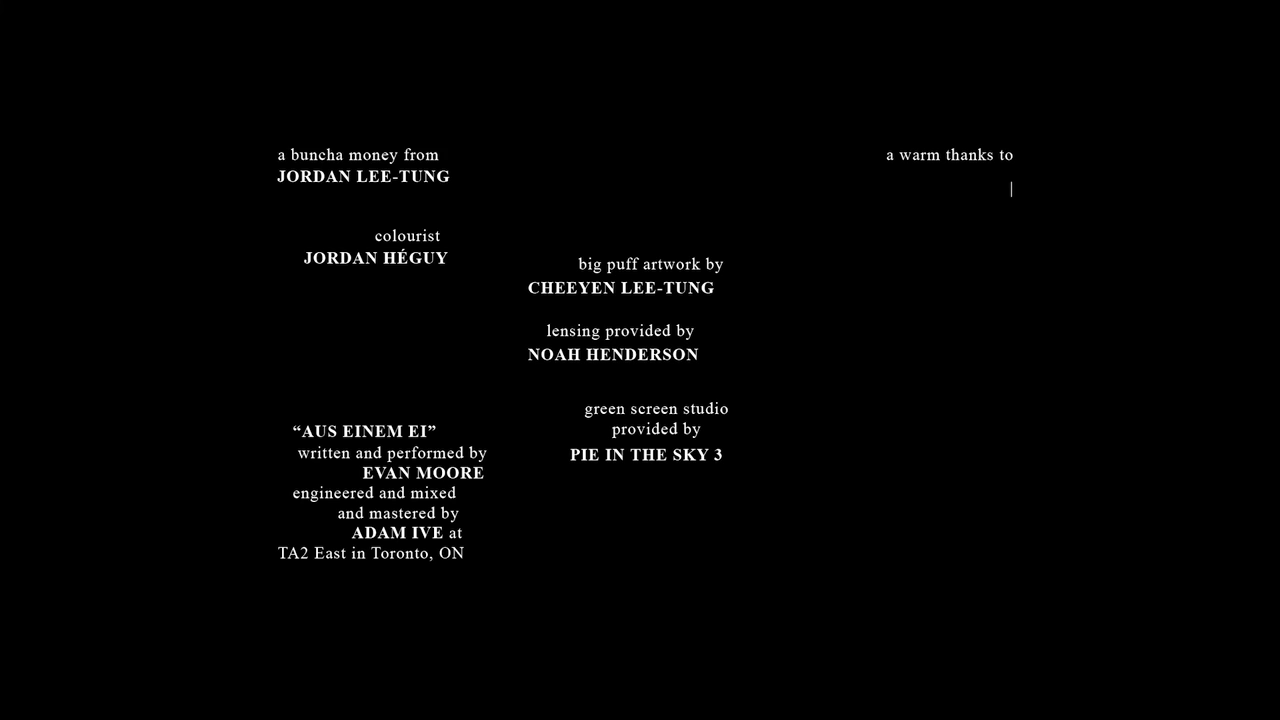 a buncha money from
JORDAN LEE-TUNG
colourist
JORDAN HÉGUY
“AUS EINEM EI”
written and performed by
EVAN MOORE
engineered and mixed
and mastered by
ADAM IVE at
TA2 East in Toronto, ON
big puff artwork by
CHEEYEN LEE-TUNG
lensing provided by
NOAH HENDERSON
green screen studio
provided by
PIE IN THE SKY 3
a warm thanks to
|